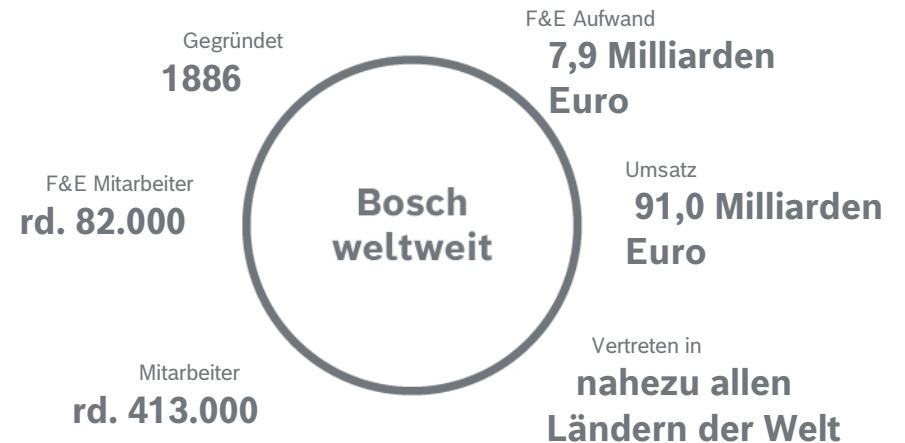 Gegründet
1886
F&E Mitarbeiter
rd. 82.000
Mitarbeiter
rd. 413.000
Bosch
weltweit
F&E Aufwand
7,9 Milliarden
Euro
Umsatz
91,0 Milliarden
Euro
Vertreten in
nahezu allen
Ländern der Welt